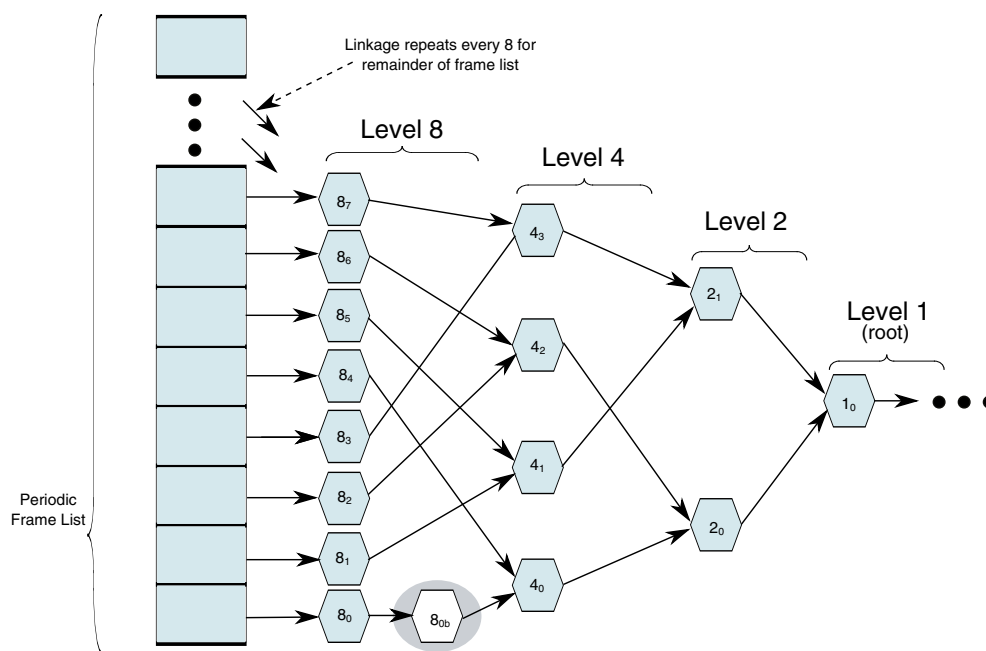 Linkage repeats every 8 for
remainder of frame list
Level 8
Level 4
Level 2
Level 1
(root)
8₇
8₆
8₅
8₄
8₃
8₂
8₁
8₀
8₀b
4₃
4₂
4₁
4₀
2₁
2₀
1₀
Periodic
Frame List